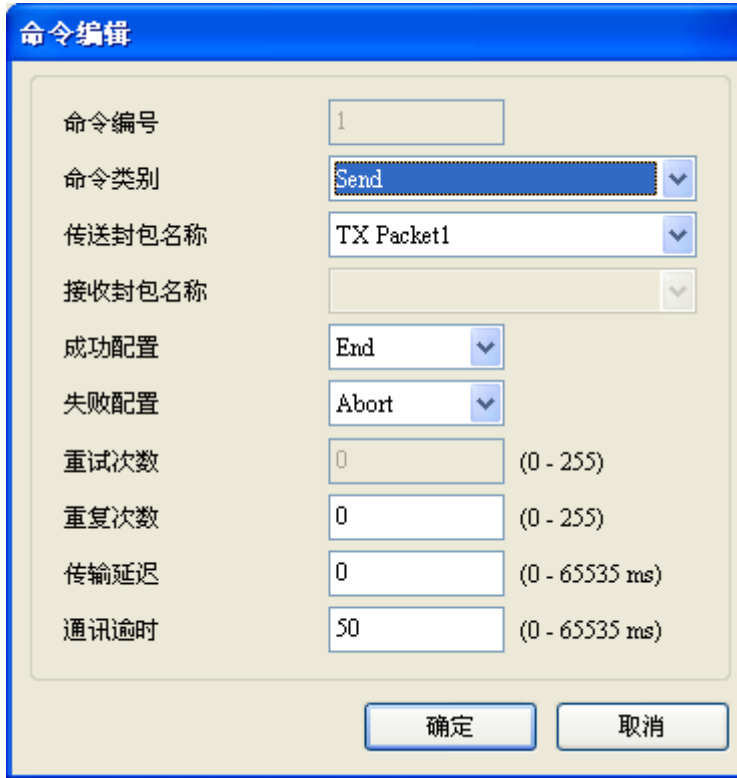 命令编辑
命令编号 1
命令类别 Send
传送封包名称 TX Packet1
接收封包名称
成功配置 End
失败配置 Abort
重试次数 0 (0 - 255)
重复次数 0 (0 - 255)
传输延迟 0 (0 - 65535 ms)
通讯逾时 50 (0 - 65535 ms)
确定 取消